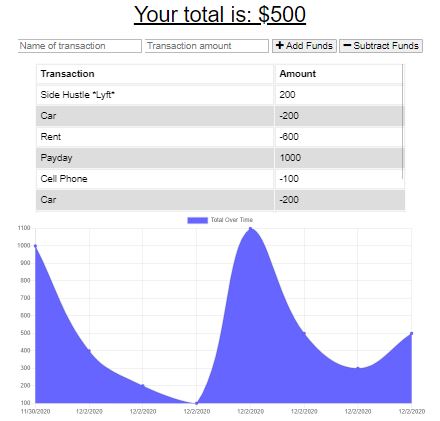 Your total is: $500
Name of transaction Transaction amount + Add Funds − Subtract Funds
Transaction Amount
Side Hustle *Lyft* 200
Car -200
Rent -600
Payday 1000
Cell Phone -100
Car -200
Total Over Time
1100
1000
900
800
700
600
500
400
300
200
100
11/30/2020 12/2/2020 12/2/2020 12/2/2020 12/2/2020 12/2/2020 12/2/2020 12/2/2020